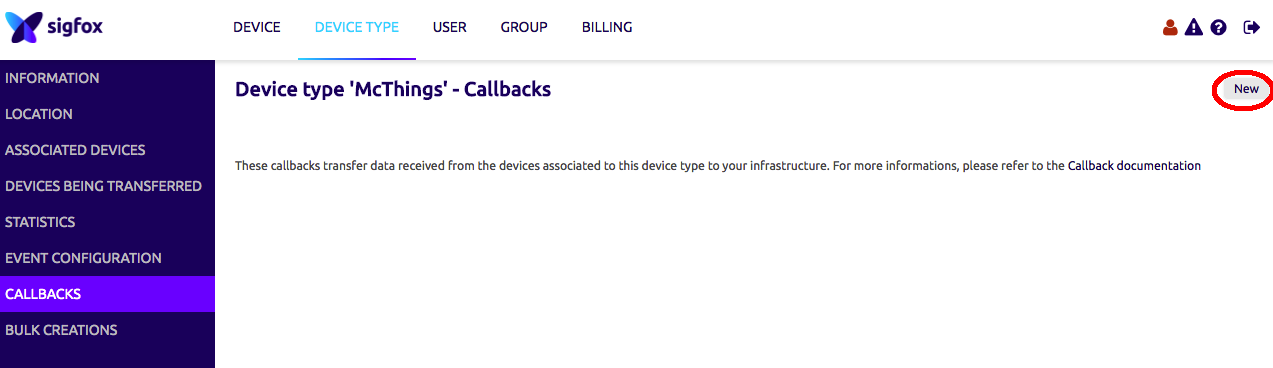 sigfox
DEVICE DEVICE TYPE USER GROUP BILLING
INFORMATION
LOCATION
ASSOCIATED DEVICES
DEVICES BEING TRANSFERRED
STATISTICS
EVENT CONFIGURATION
CALLBACKS
BULK CREATIONS
Device type 'McThings' - Callbacks
New
These callbacks transfer data received from the devices associated to this device type to your infrastructure. For more informations, please refer to the Callback documentation